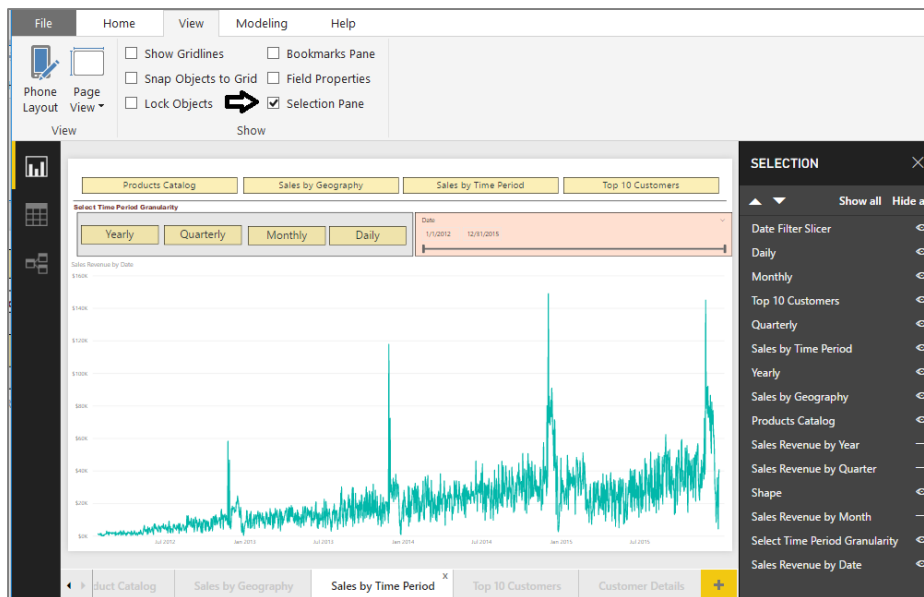 File Home View Modeling Help
Show Gridlines Bookmarks Pane
Snap Objects to Grid Field Properties
Lock Objects Selection Pane
Phone Layout
Page View
View Show
Products Catalog Sales by Geography Sales by Time Period Top 10 Customers
Select Time Period Granularity
Yearly Quarterly Monthly Daily
Date
1/1/2012 12/31/2015
Sales Revenue by Date
$160K
$140K
$120K
$100K
$80K
$60K
$40K
$20K
$0K
Jul 2012 Jan 2013 Jul 2013 Jan 2014 Jul 2014 Jan 2015 Jul 2015
duct Catalog Sales by Geography Sales by Time Period x Top 10 Customers Customer Details +
SELECTION
Show all Hide a
Date Filter Slicer
Daily
Monthly
Top 10 Customers
Quarterly
Sales by Time Period
Yearly
Sales by Geography
Products Catalog
Sales Revenue by Year
Sales Revenue by Quarter
Shape
Sales Revenue by Month
Select Time Period Granularity
Sales Revenue by Date